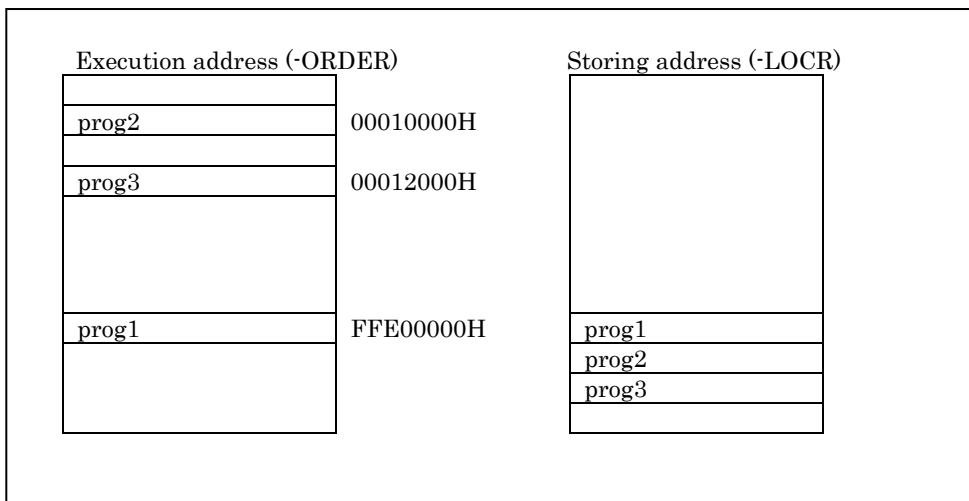 Execution address (-ORDER)
Storing address (-LOCR)
prog2
00010000H
prog3
00012000H
prog1
FFE00000H
prog1
prog2
prog3